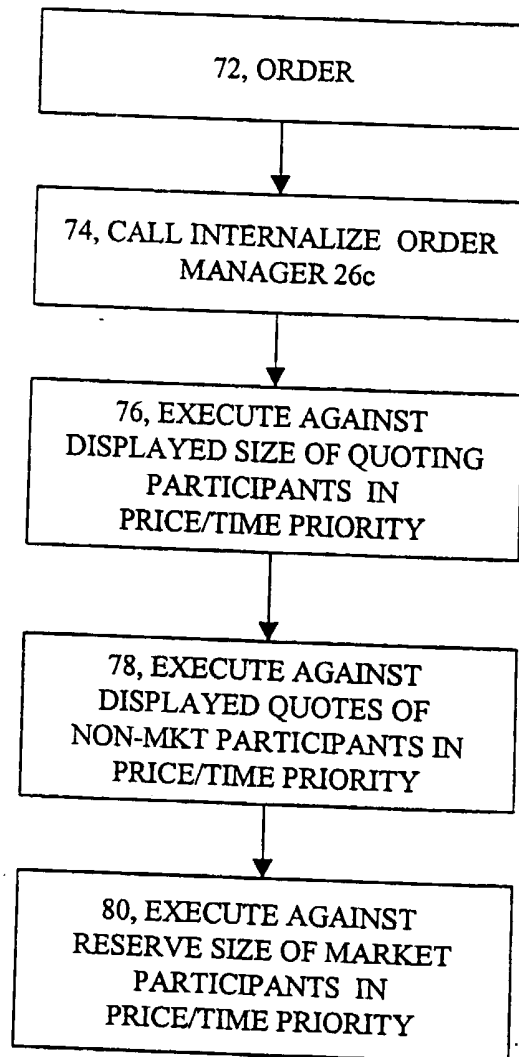 72, ORDER
74, CALL INTERNALIZE ORDER
MANAGER 26c
76, EXECUTE AGAINST
DISPLAYED SIZE OF QUOTING
PARTICIPANTS IN
PRICE/TIME PRIORITY
78, EXECUTE AGAINST
DISPLAYED QUOTES OF
NON-MKT PARTICIPANTS IN
PRICE/TIME PRIORITY
80, EXECUTE AGAINST
RESERVE SIZE OF MARKET
PARTICIPANTS IN
PRICE/TIME PRIORITY